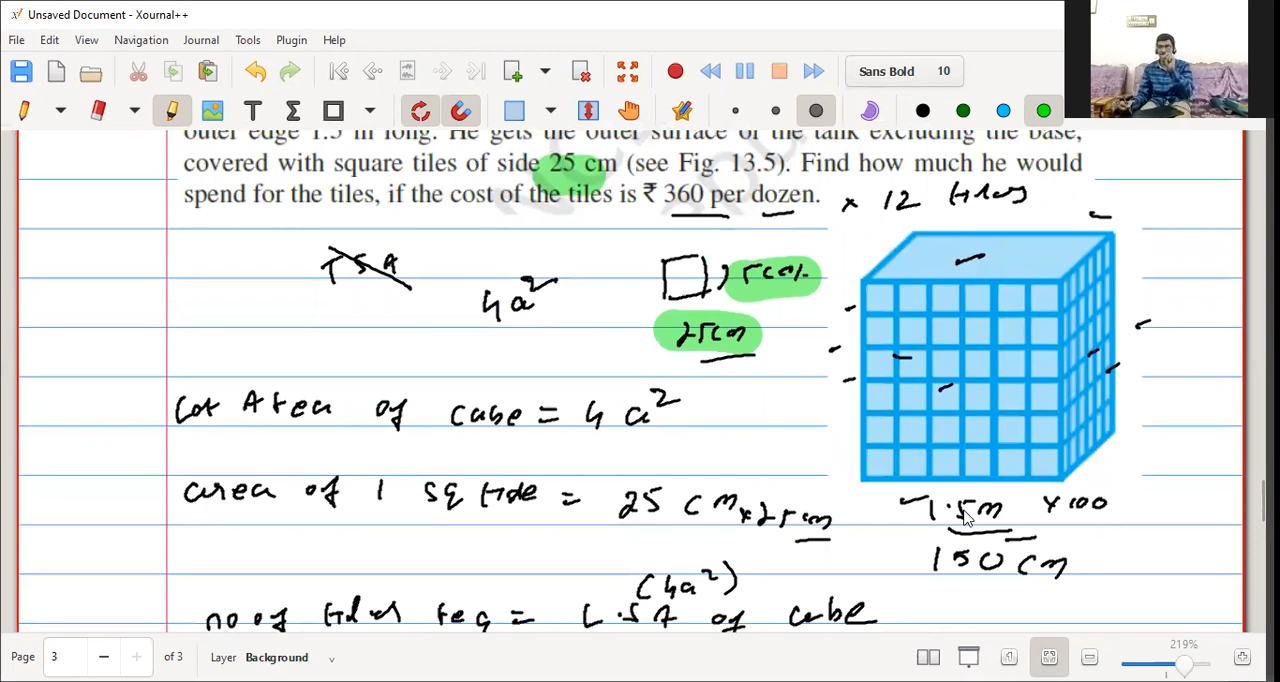 Unsaved Document - Xournal++
File Edit View Navigation Journal Tools Plugin Help
Sans Bold 10
outer edge 1.5 m long. He gets the outer surface of the tank excluding the base,
covered with square tiles of side 25 cm (see Fig. 13.5). Find how much he would
spend for the tiles, if the cost of the tiles is ₹ 360 per dozen.
x 12 tiles
TSA
4a²
5cm
25cm
Area of cube = 4a²
area of 1 sq tide = 25 cm x 25 cm
1.5m x 100
150 cm
(4a²)
no of req = L.SA of cube
Page 3 of 3 Layer Background 219%